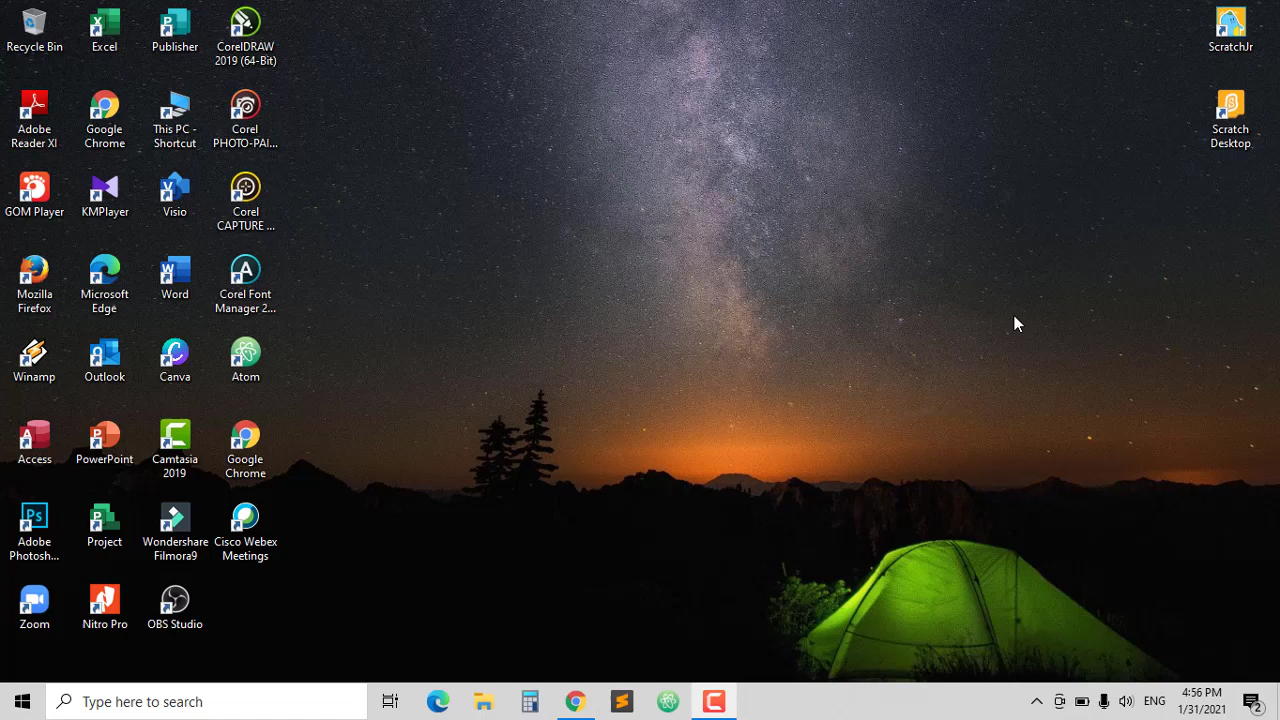 Recycle Bin
Excel
Publisher
CorelDRAW
2019 (64-Bit)
ScratchJr
Adobe
Reader XI
Google
Chrome
This PC -
Shortcut
Corel
PHOTO-PAI...
Scratch
Desktop
GOM Player
KMPlayer
Visio
Corel
CAPTURE ...
Mozilla
Firefox
Microsoft
Edge
Word
Corel Font
Manager 2...
Winamp
Outlook
Canva
Atom
Access
PowerPoint
Camtasia
2019
Google
Chrome
Adobe
Photosh...
Project
Wondershare
Filmora9
Cisco Webex
Meetings
Zoom
Nitro Pro
OBS Studio
Type here to search
ENG
4:56 PM
1/31/2021
2